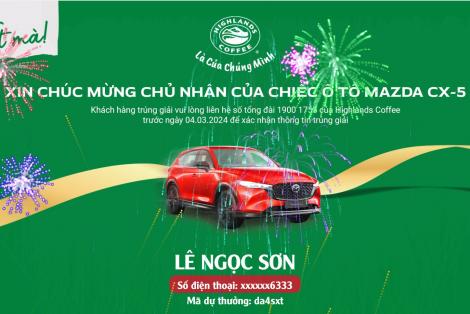 t mà!
HIGHLANDS
COFFEE
Là Của Chúng Mình
XIN CHÚC MỪNG CHỦ NHÂN CỦA CHIẾC Ô TÔ MAZDA CX-5
Khách hàng trúng giải vui lòng liên hệ số tổng đài 1900 1755 của Highlands Coffee
trước ngày 04.03.2024 để xác nhận thông tin trúng giải
LÊ NGỌC SƠN
Số điện thoại: xxxxxx6333
Mã dự thưởng: da4sxt